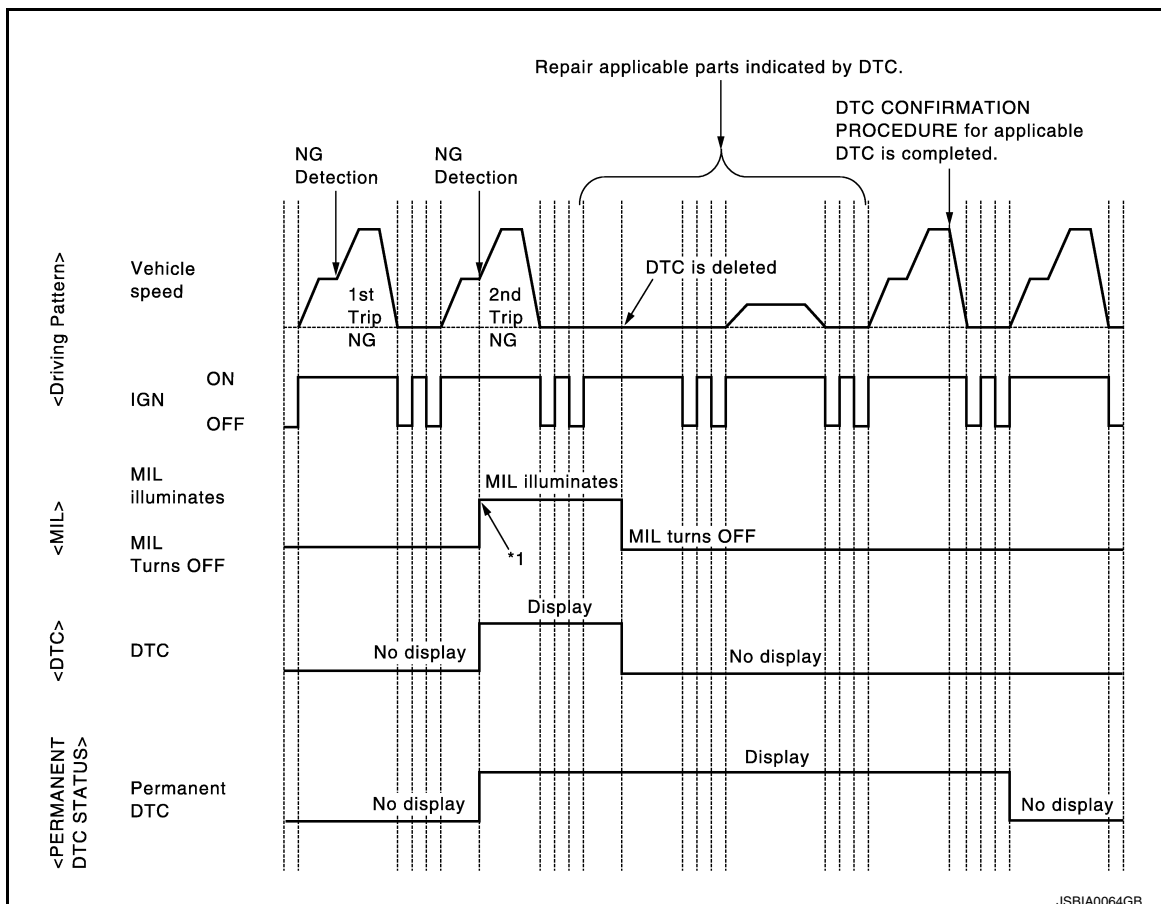 Repair applicable parts indicated by DTC.
DTC CONFIRMATION
PROCEDURE for applicable
DTC is completed.
NG
Detection
NG
Detection
<Driving Pattern>
Vehicle
speed
1st
Trip
NG
2nd
Trip
NG
DTC is deleted
IGN
ON
OFF
<MIL>
MIL
illuminates
MIL
Turns OFF
MIL illuminates
*1
MIL turns OFF
<DTC>
DTC
No display
Display
No display
<PERMANENT
DTC STATUS>
Permanent
DTC
No display
Display
No display
JSBIA0064GB